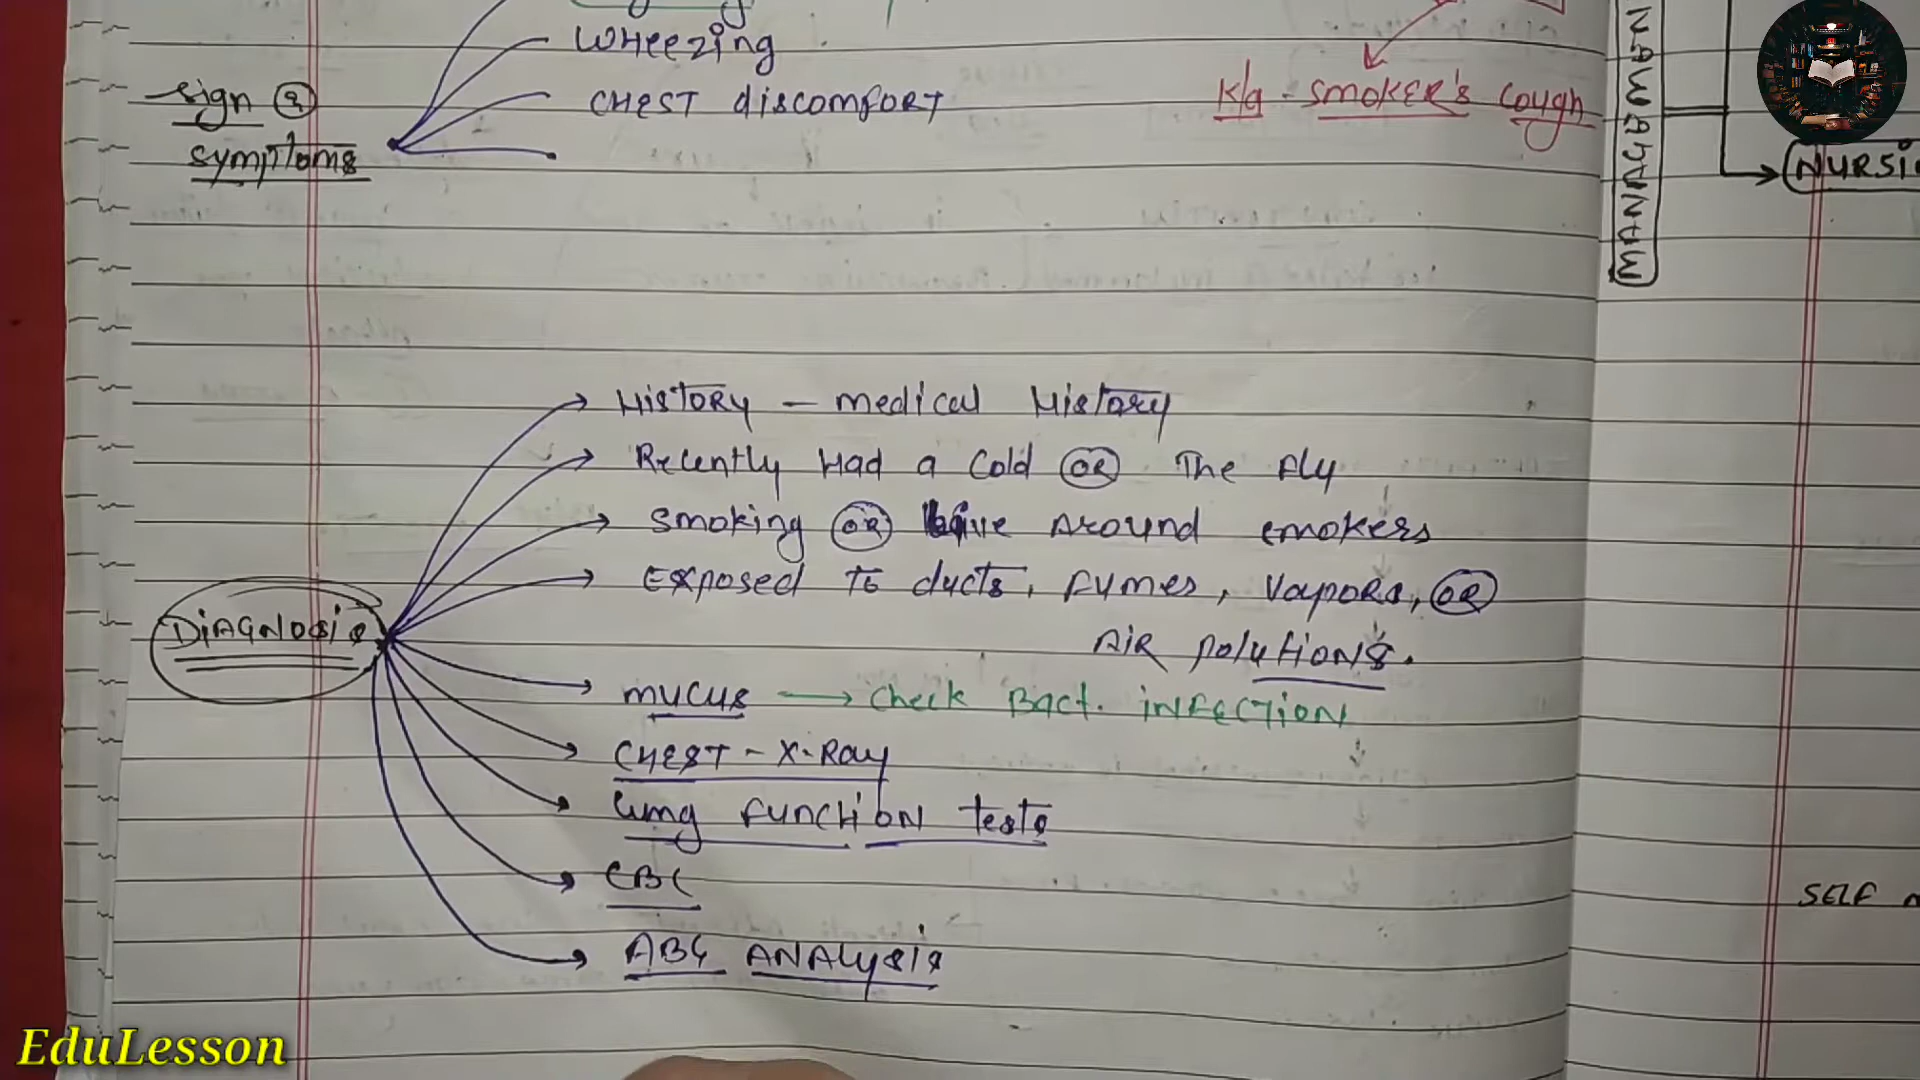 Wheezing
Sign &
Symptoms
CHEST discomfort
K/a - Smoker's cough
MANAGEMENT
NURSI
History - medical History
Recently Had a Cold OR The flu
Smoking OR live Around smokers
Exposed to ducts, fumes, vapors, OR
Air polutions.
DIAGNOSIS
Mucus → Check Bact. infection
CHEST - X-Ray
Lung function tests
CBC
SELF
ABG Analysis
EduLesson